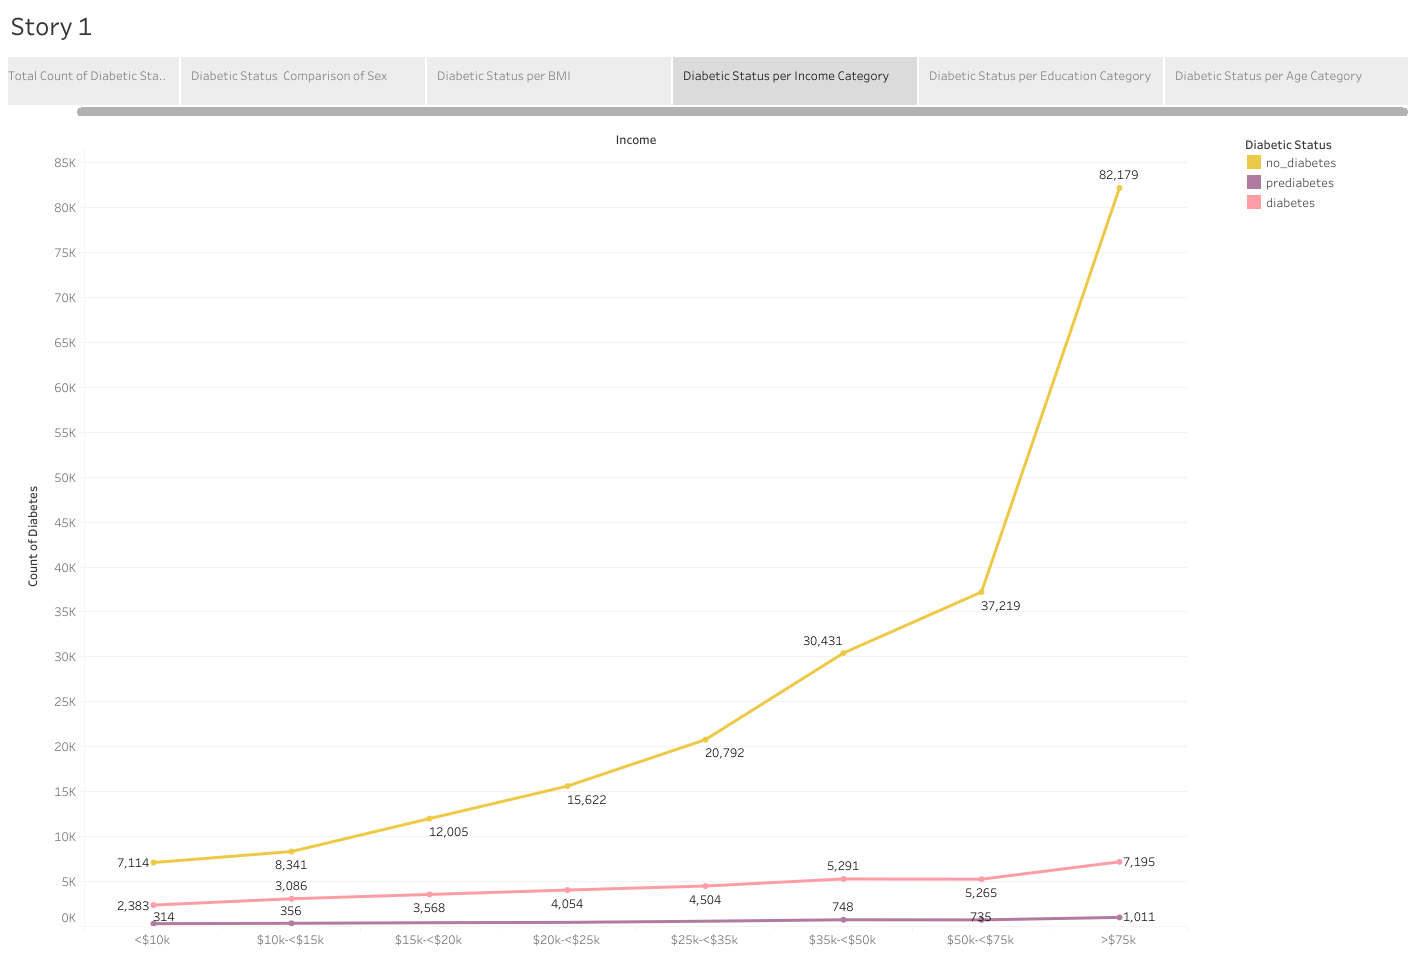 Story 1
Total Count of Diabetic Sta..
Diabetic Status  Comparison of Sex
Diabetic Status per BMI
Diabetic Status per Income Category
Diabetic Status per Education Category
Diabetic Status per Age Category
Income
Diabetic Status
no_diabetes
prediabetes
diabetes
Count of Diabetes
85K
80K
75K
70K
65K
60K
55K
50K
45K
40K
35K
30K
25K
20K
15K
10K
5K
0K
7,114
8,341
12,005
15,622
20,792
30,431
37,219
82,179
2,383
3,086
3,568
4,054
4,504
5,291
5,265
7,195
314
356
748
735
1,011
<$10k
$10k-<$15k
$15k-<$20k
$20k-<$25k
$25k-<$35k
$35k-<$50k
$50k-<$75k
>$75k